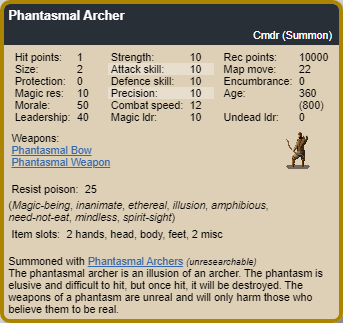 Phantasmal Archer
Cmdr (Summon)
Hit points: 1 Strength: 10 Rec points: 10000
Size: 2 Attack skill: 10 Map move: 22
Protection: 0 Defence skill: 10 Encumbrance: 0
Magic res: 10 Precision: 10 Age: 360
Morale: 50 Combat speed: 12 (800)
Leadership: 40 Magic ldr: 10 Undead ldr: 0
Weapons:
Phantasmal Bow
Phantasmal Weapon
Resist poison: 25
(Magic-being, inanimate, ethereal, illusion, amphibious,
need-not-eat, mindless, spirit-sight)
Item slots: 2 hands, head, body, feet, 2 misc
Summoned with Phantasmal Archers (unresearchable)
The phantasmal archer is an illusion of an archer. The phantasm is
elusive and difficult to hit, but once hit, it will be destroyed. The
weapons of a phantasm are unreal and will only harm those who
believe them to be real.